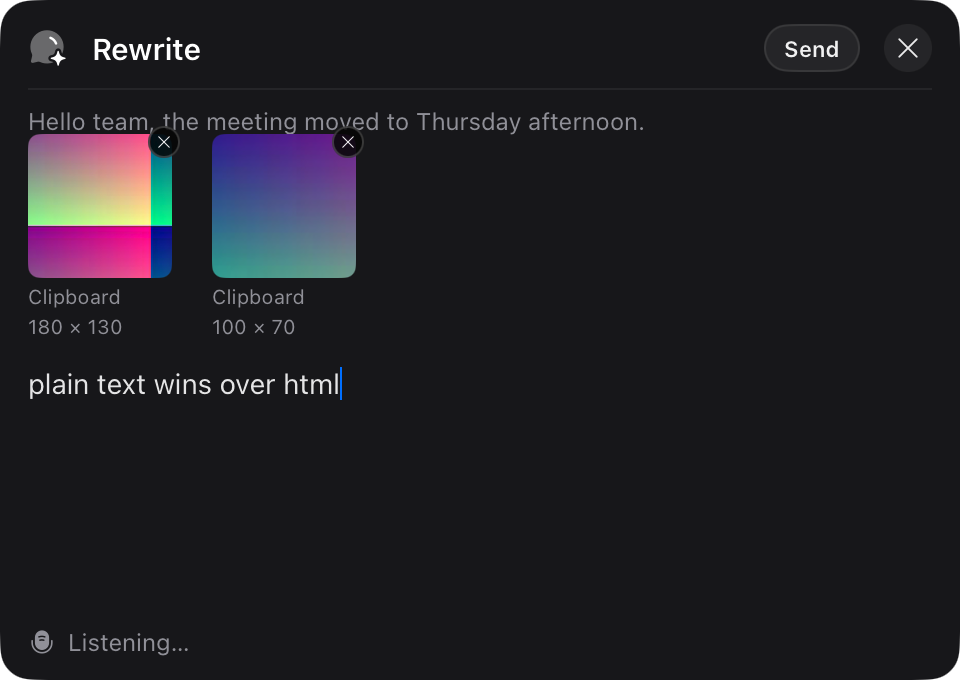 Rewrite
Send
Hello team, the meeting moved to Thursday afternoon.
Clipboard
180 × 130
Clipboard
100 × 70
plain text wins over html
Listening...